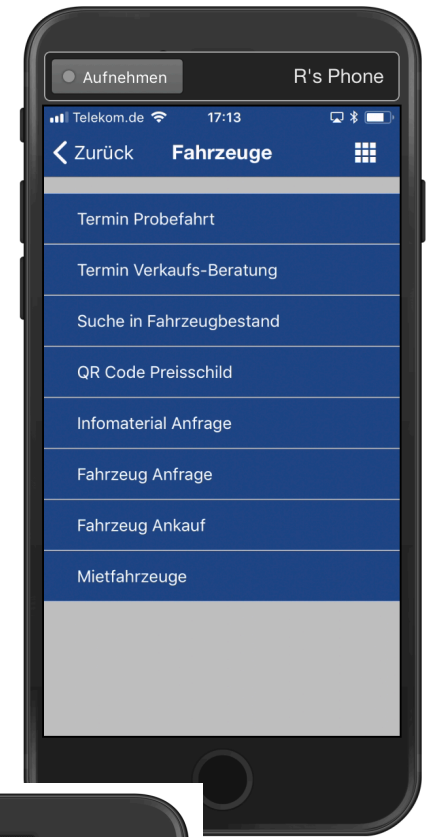 Aufnehmen R's Phone
Telekom.de 17:13
Zurück Fahrzeuge
Termin Probefahrt
Termin Verkaufs-Beratung
Suche in Fahrzeugbestand
QR Code Preisschild
Infomaterial Anfrage
Fahrzeug Anfrage
Fahrzeug Ankauf
Mietfahrzeuge